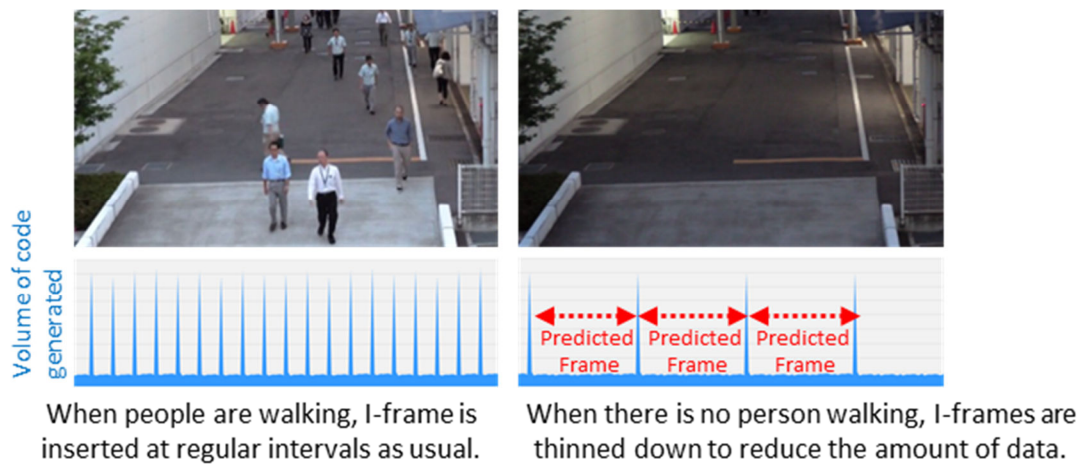 Volume of code
generated
Predicted
Frame
Predicted
Frame
Predicted
Frame
When people are walking, I-frame is
inserted at regular intervals as usual.
When there is no person walking, I-frames are
thinned down to reduce the amount of data.